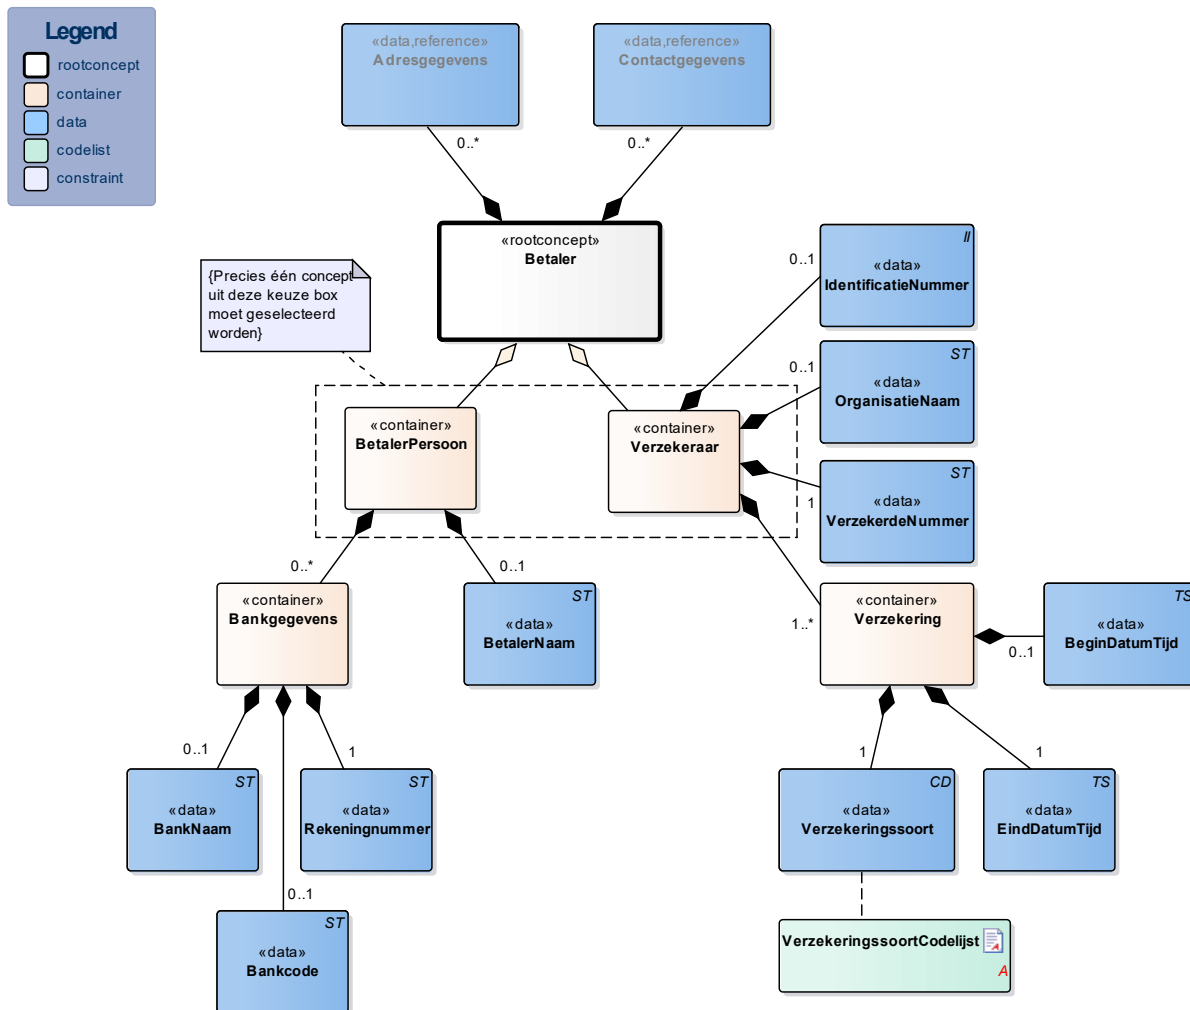 Legend
rootconcept
container
data
codelist
constraint
«data,reference»
Adresgegevens
«data,reference»
Contactgegevens
0..*
0..*
«rootconcept»
Betaler
{Precies één concept
uit deze keuze box
moet geselecteerd
worden}
II
«data»
IdentificatieNummer
0..1
ST
«data»
OrganisatieNaam
0..1
«container»
BetalerPersoon
«container»
Verzekeraar
ST
«data»
VerzekerdeNummer
1
0..*
0..1
1..*
«container»
Bankgegevens
ST
«data»
BetalerNaam
«container»
Verzekering
TS
«data»
BeginDatumTijd
0..1
0..1
1
1
1
ST
«data»
BankNaam
ST
«data»
Rekeningnummer
CD
«data»
Verzekeringssoort
TS
«data»
EindDatumTijd
0..1
ST
«data»
Bankcode
VerzekeringssoortCodelijst
A